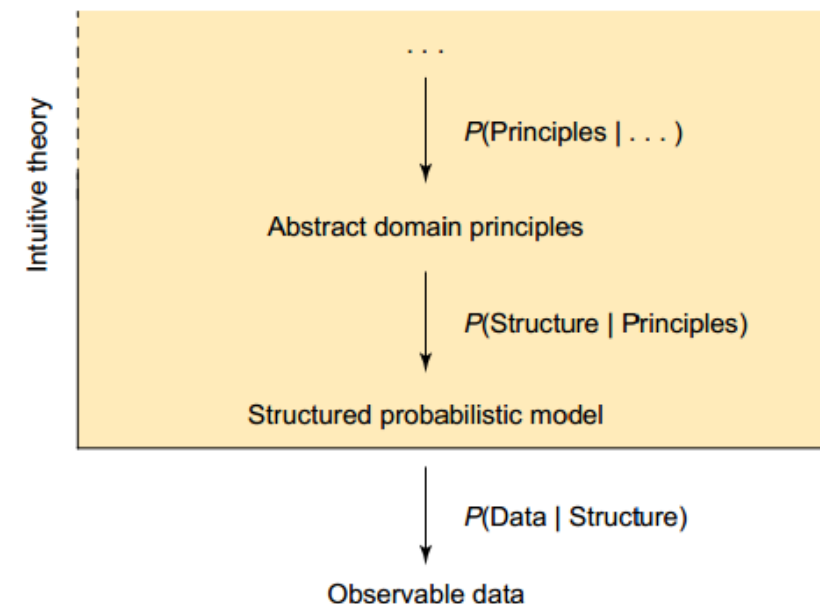 . . .
P(Principles | . . . )
Intuitive theory
Abstract domain principles
P(Structure | Principles)
Structured probabilistic model
P(Data | Structure)
Observable data